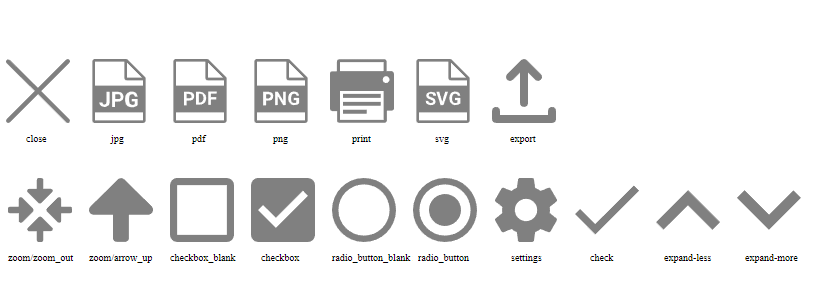 JPG PDF PNG SVG
close jpg pdf png print svg export
zoom/zoom_out zoom/arrow_up checkbox_blank checkbox radio_button_blank radio_button settings check expand-less expand-more